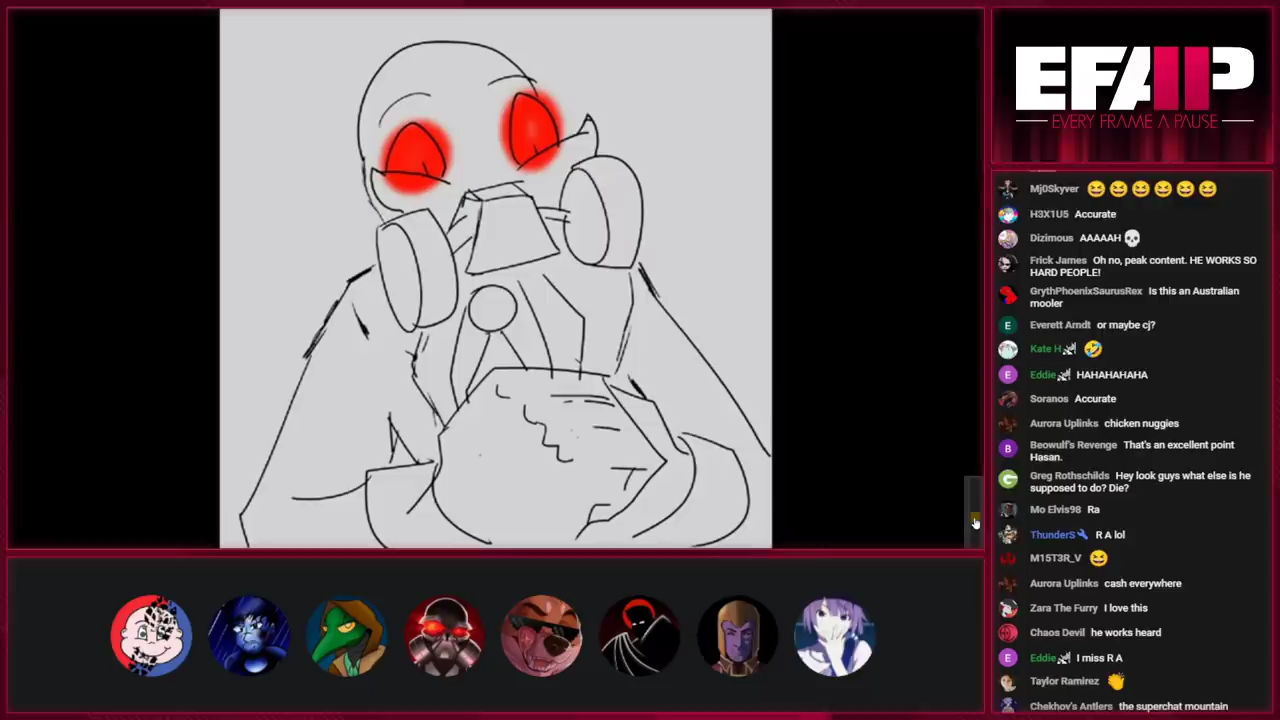 EFAP
EVERY FRAME A PAUSE
Mj0Skyver 😆😆😆😆😆😆
H3X1U5 Accurate
Dizimous AAAAAH💀
Frick James Oh no, peak content. HE WORKS SO
HARD PEOPLE!
GrythPhoenixSaurusRex Is this an Australian
mooler
E Everett Arndt or maybe cj?
Kate H 🤣
E Eddie HAHAHAHAHA
Soranos Accurate
Aurora Uplinks chicken nuggies
B Beowulf's Revenge That's an excellent point
Hasan.
Greg Rothschilds Hey look guys what else is he
supposed to do? Die?
Mo Elvis98 Ra
ThunderS R A lol
M15T3R_V 😆
Aurora Uplinks cash everywhere
Zara The Furry I love this
Chaos Devil he works heard
E Eddie I miss R A
Taylor Ramirez 👏
Chekhov's Antlers the superchat mountain